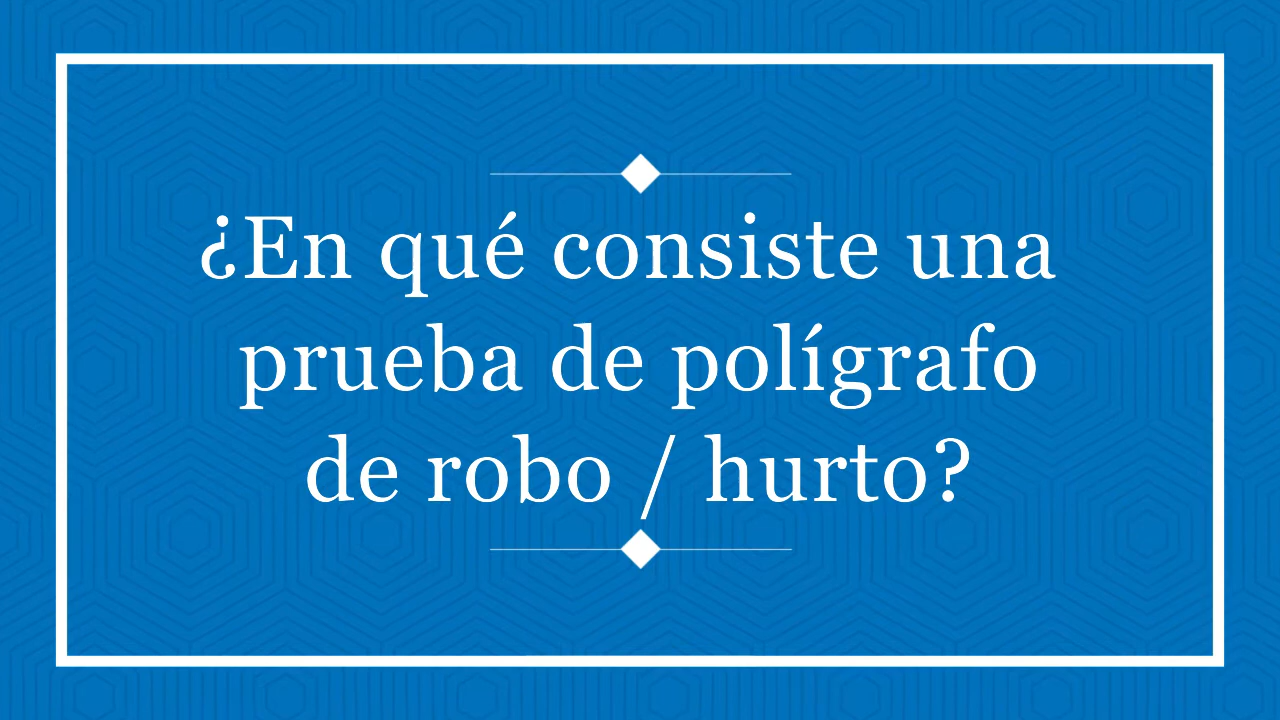 ¿En qué consiste una
prueba de polígrafo
de robo / hurto?